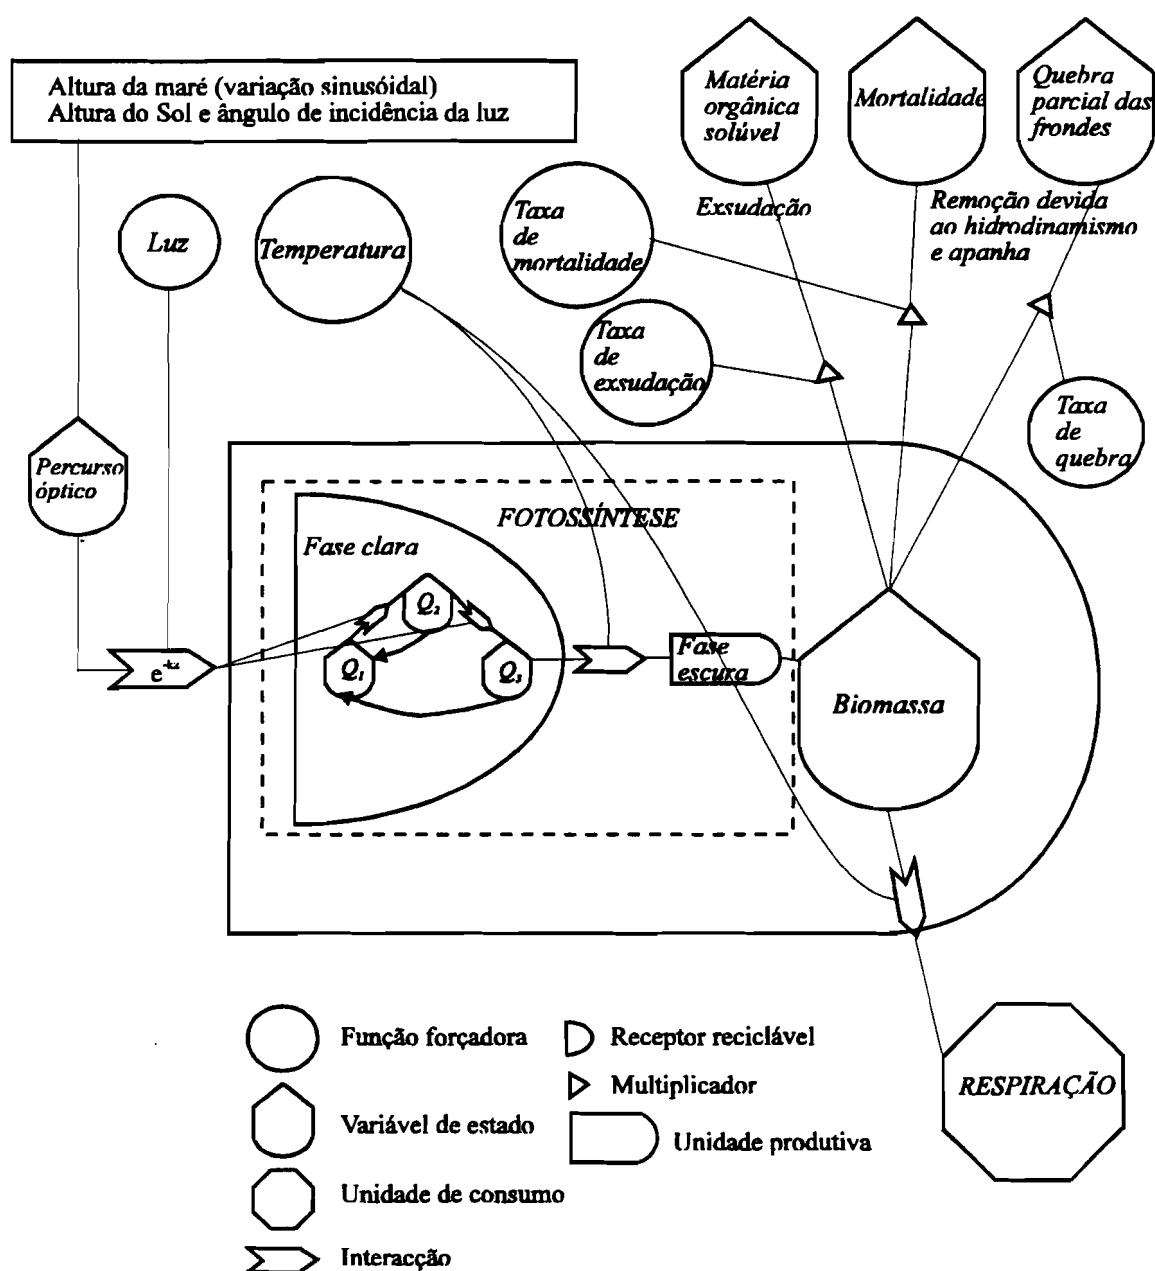 Altura da maré (variação sinusóidal)
Altura do Sol e ângulo de incidência da luz
Matéria
orgânica
solúvel
Mortalidade
Quebra
parcial das
frondes
Luz
Temperatura
Taxa
de
mortalidade
Exsudação
Remoção devida
ao hidrodinamismo
e apanha
Taxa
de
exsudação
Taxa
de
quebra
Percurso
óptico
FOTOSSÍNTESE
Fase clara
Q₂
Q₁
Q₃
Fase
escura
Biomassa
RESPIRAÇÃO
Função forçadora
Receptor reciclável
Multiplicador
Variável de estado
Unidade produtiva
Unidade de consumo
Interacção